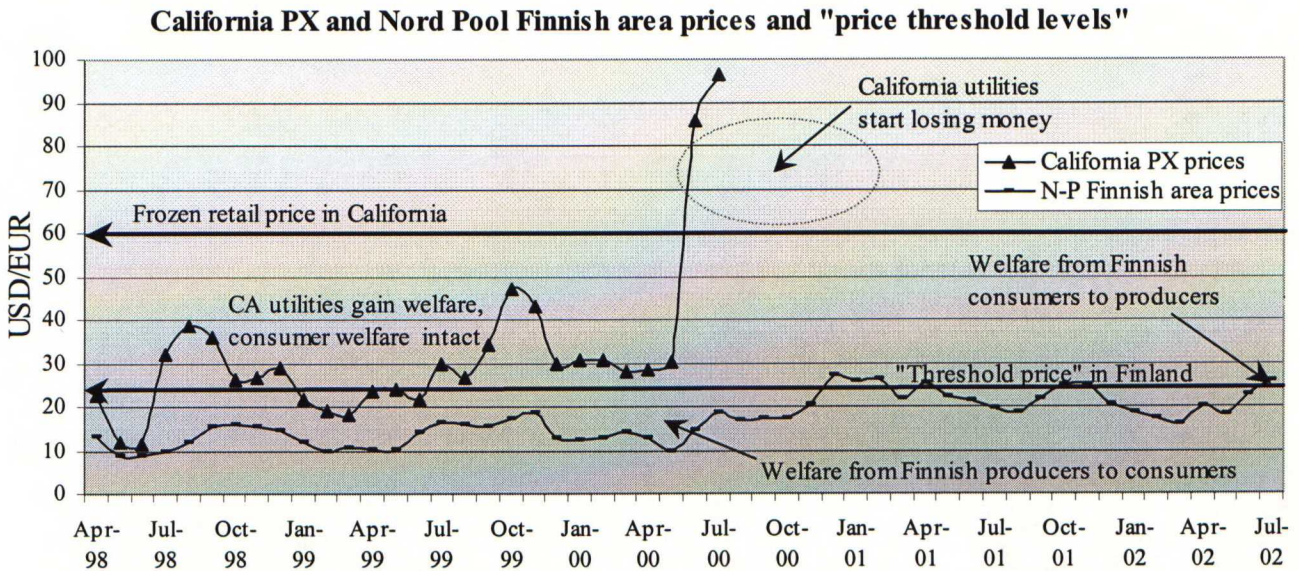 California PX and Nord Pool Finnish area prices and "price threshold levels"
USD/EUR
100
90
80
70
60
50
40
30
20
10
0
California utilities
start losing money
California PX prices
N-P Finnish area prices
Frozen retail price in California
Welfare from Finnish
consumers to producers
CA utilities gain welfare,
consumer welfare intact
"Threshold price" in Finland
Welfare from Finnish producers to consumers
Apr-
98
Jul-
98
Oct-
98
Jan-
99
Apr-
99
Jul-
99
Oct-
99
Jan-
00
Apr-
00
Jul-
00
Oct-
00
Jan-
01
Apr-
01
Jul-
01
Oct-
01
Jan-
02
Apr-
02
Jul-
02